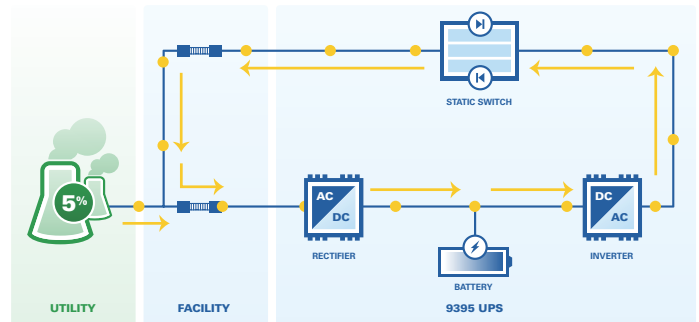 STATIC SWITCH
5%
AC
DC
DC
AC
RECTIFIER
INVERTER
BATTERY
UTILITY
FACILITY
9395 UPS